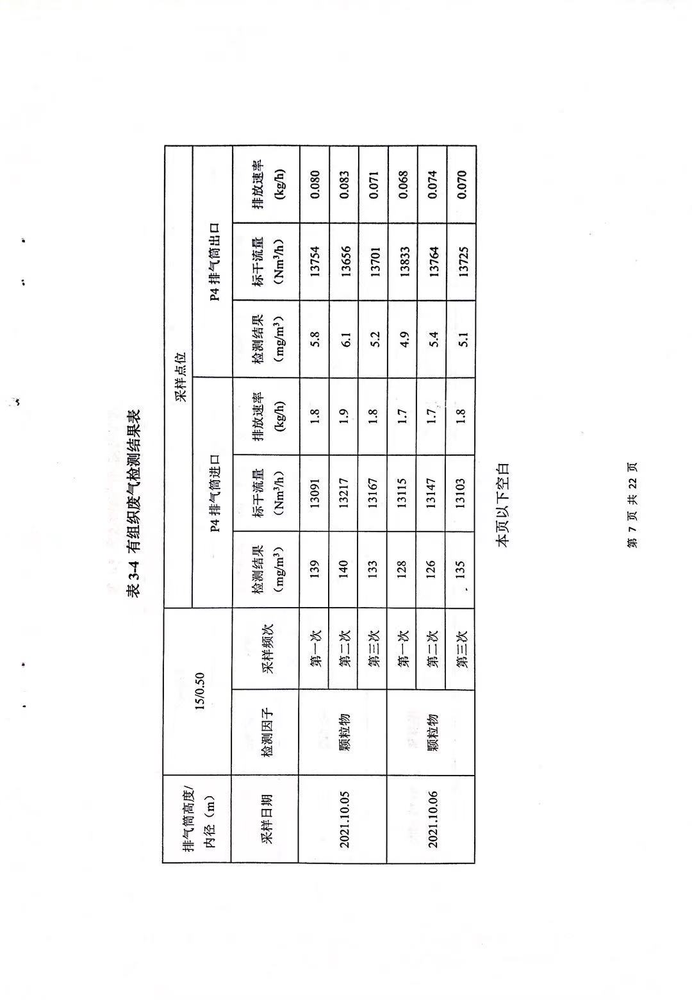 表 3-4 有组织废气检测结果表
排气筒高度/
内径（m）
15/0.50
采样点位
P4 排气筒进口
P4 排气筒出口
采样日期
检测因子
采样频次
检测结果
（mg/m³）
标干流量
（Nm³/h）
排放速率
(kg/h)
检测结果
（mg/m³）
标干流量
（Nm³/h）
排放速率
(kg/h)
2021.10.05
颗粒物
第一次 139 13091 1.8 5.8 13754 0.080
第二次 140 13217 1.9 6.1 13656 0.083
第三次 133 13167 1.8 5.2 13701 0.071
2021.10.06
颗粒物
第一次 128 13115 1.7 4.9 13833 0.068
第二次 126 13147 1.7 5.4 13764 0.074
第三次 135 13103 1.8 5.1 13725 0.070
本页以下空白
第 7 页 共 22 页